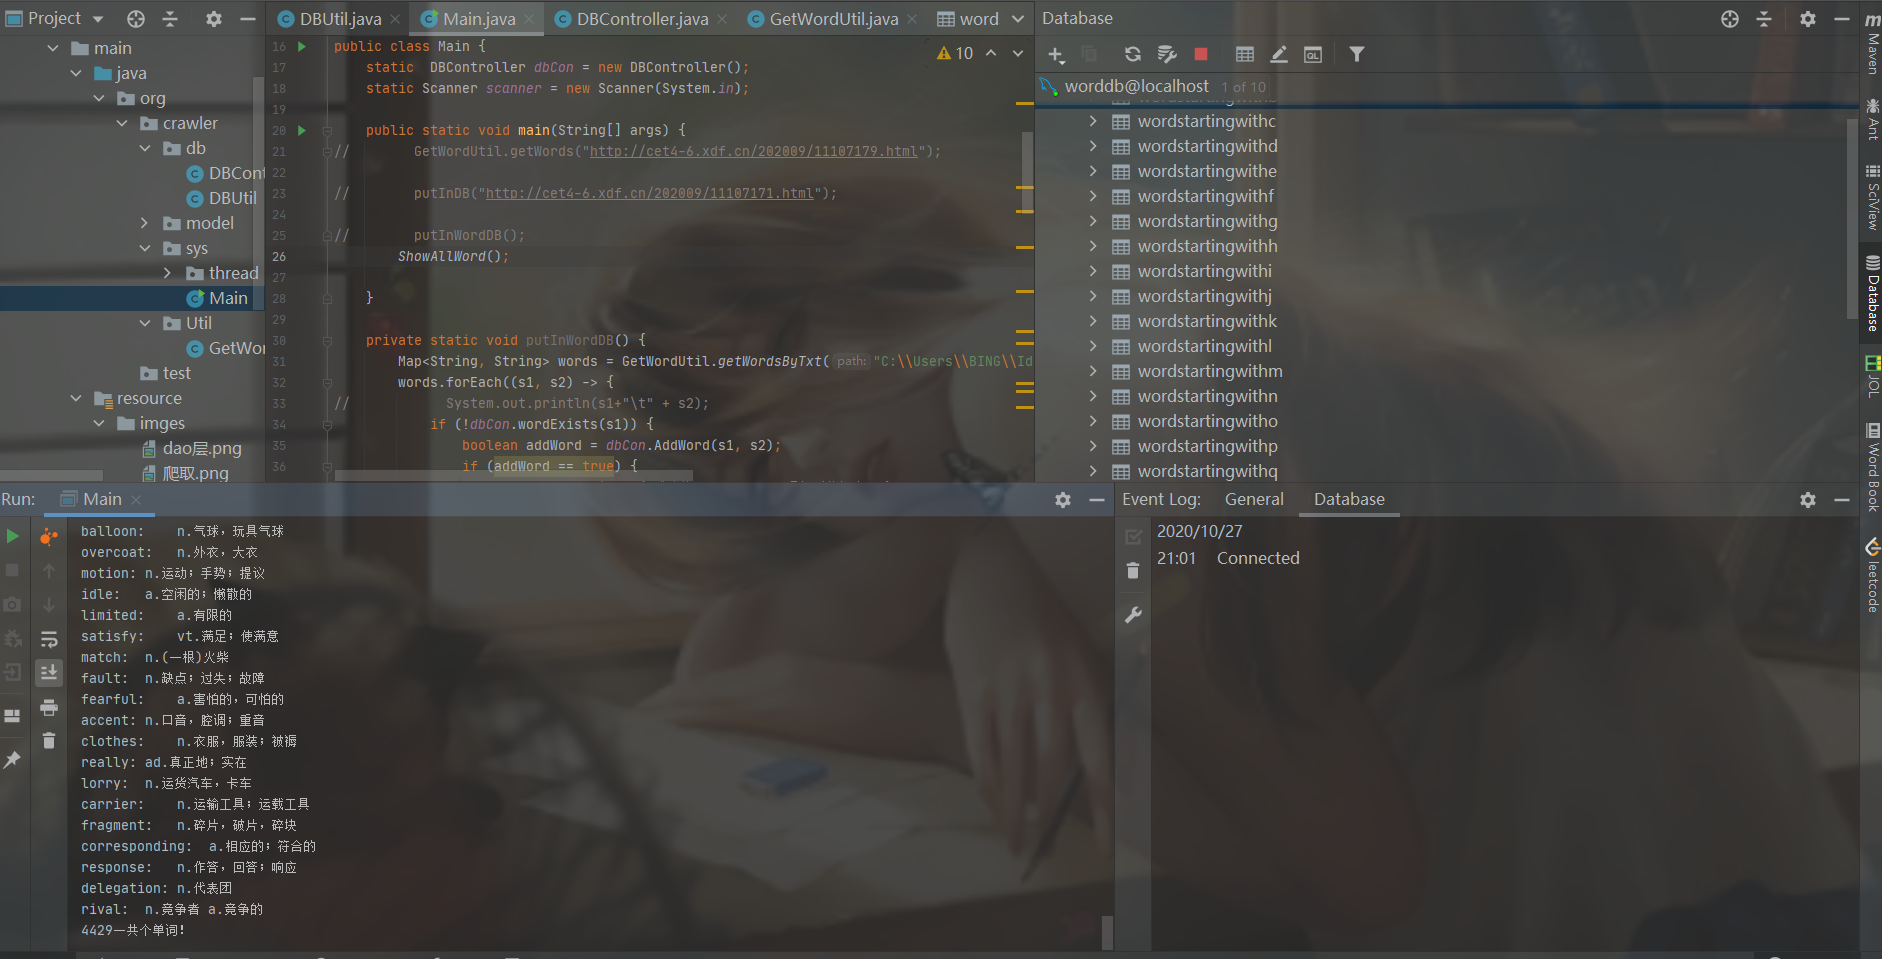 Project
DBUtil.java
Main.java
DBController.java
GetWordUtil.java
word
Database
main
java
org
crawler
db
DBCont
DBUtil
model
sys
thread
Main
Util
GetWor
test
resource
imges
dao层.png
爬取.png
10
16 public class Main {
17 static DBController dbCon = new DBController();
18 static Scanner scanner = new Scanner(System.in);
19
20 public static void main(String[] args) {
21 // GetWordUtil.getWords("http://cet4-6.xdf.cn/202009/11107179.html");
22
23 // putInDB("http://cet4-6.xdf.cn/202009/11107171.html");
24
25 // putInWordDB();
26 ShowAllWord();
27
28 }
29
30 private static void putInWordDB() {
31 Map<String, String> words = GetWordUtil.getWordsByTxt( path: "C:\\Users\\BING\\Id
32 words.forEach((s1, s2) -> {
33 // System.out.println(s1+"\t" + s2);
34 if (!dbCon.wordExists(s1)) {
35 boolean addWord = dbCon.AddWord(s1, s2);
36 if (addWord == true) {
worddb@localhost 1 of 10
wordstartingwithc
wordstartingwithd
wordstartingwithe
wordstartingwithf
wordstartingwithg
wordstartingwithh
wordstartingwithi
wordstartingwithj
wordstartingwithk
wordstartingwithl
wordstartingwithm
wordstartingwithn
wordstartingwitho
wordstartingwithp
wordstartingwithq
m Maven
Ant
SciView
Database
JOL
Word Book
leetcode
Run: Main
balloon: n.气球，玩具气球
overcoat: n.外衣，大衣
motion: n.运动；手势；提议
idle: a.空闲的；懒散的
limited: a.有限的
satisfy: vt.满足；使满意
match: n.(一根)火柴
fault: n.缺点；过失；故障
fearful: a.害怕的，可怕的
accent: n.口音，腔调；重音
clothes: n.衣服，服装；被褥
really: ad.真正地；实在
lorry: n.运货汽车，卡车
carrier: n.运输工具；运载工具
fragment: n.碎片，破片，碎块
corresponding: a.相应的；符合的
response: n.作答，回答；响应
delegation: n.代表团
rival: n.竞争者 a.竞争的
4429一共个单词!
Event Log: General Database
2020/10/27
21:01 Connected